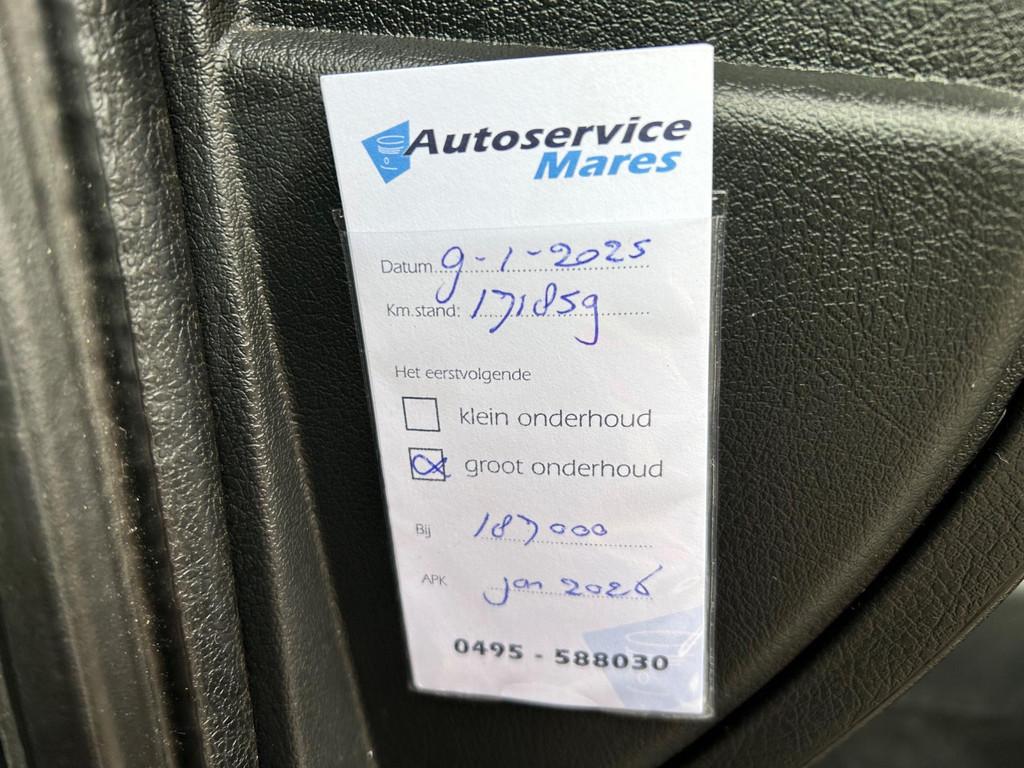 Autoservice
Mares
Datum 9-1-2025
Km.stand: 171859
Het eerstvolgende
klein onderhoud
groot onderhoud
Bij 187000
APK jan 2026
0495 - 588030